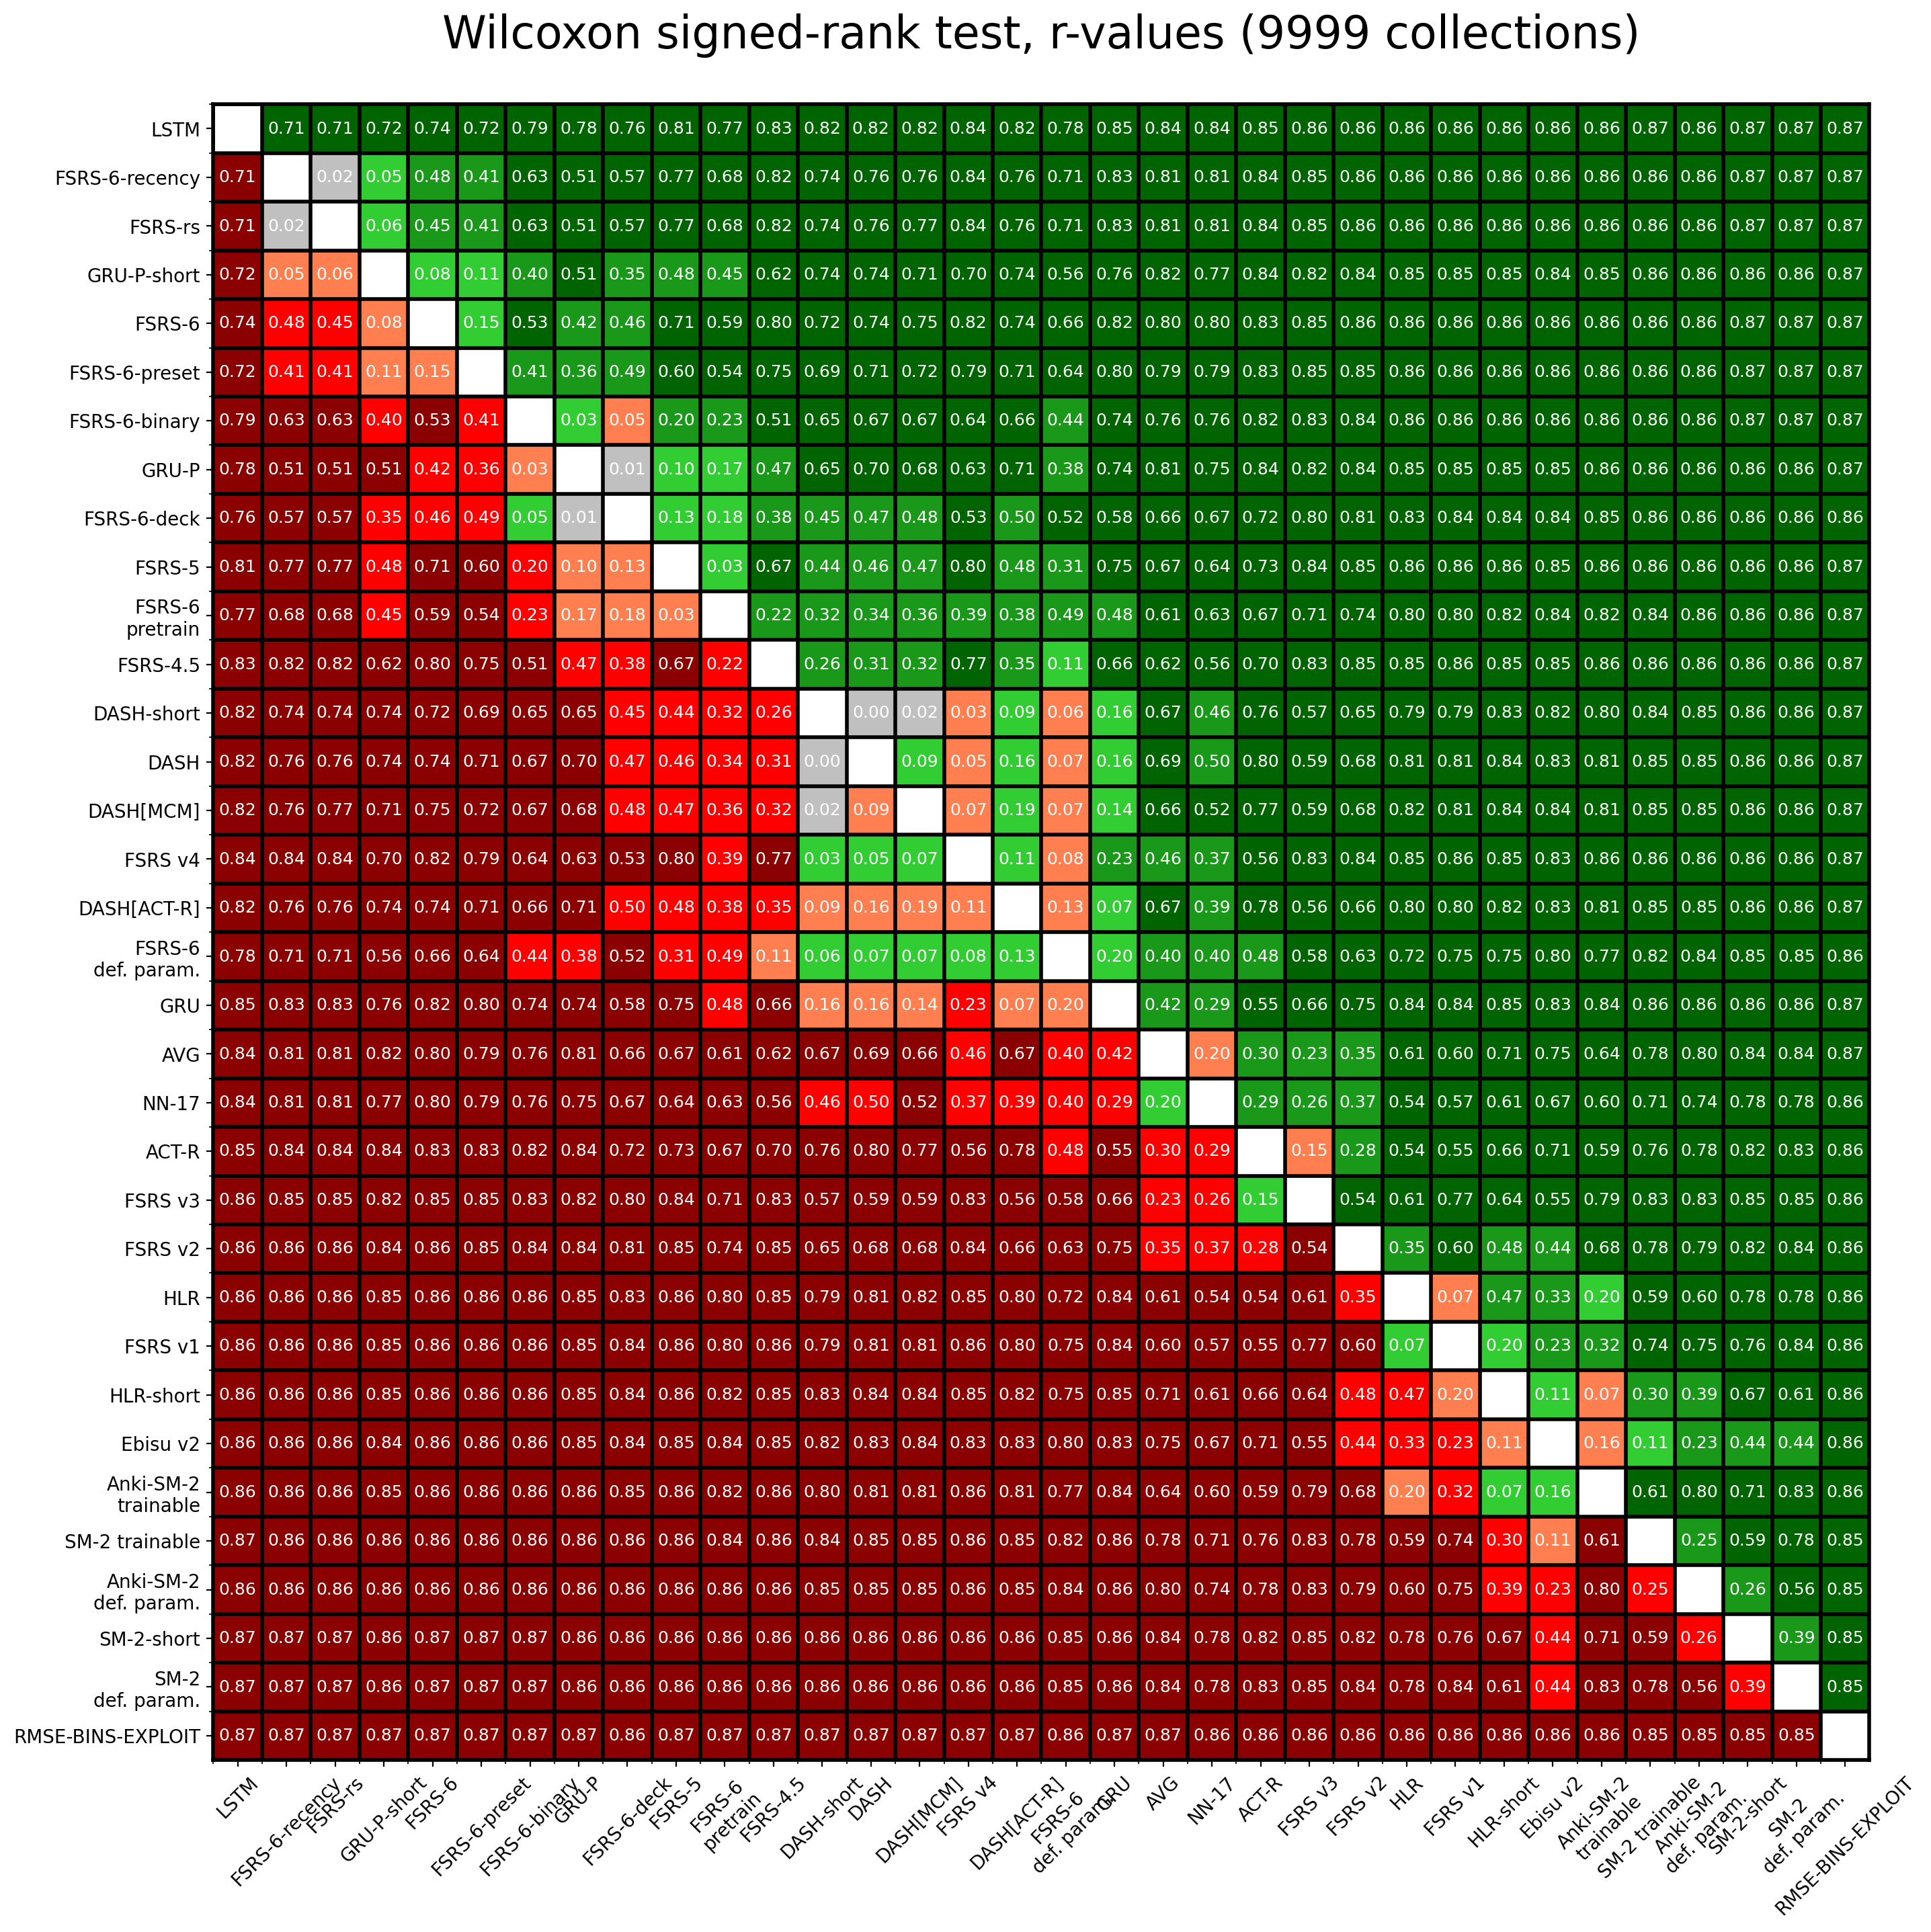 Wilcoxon signed-rank test, r-values (9999 collections)
LSTM 0.71 0.71 0.72 0.74 0.72 0.79 0.78 0.76 0.81 0.77 0.83 0.82 0.82 0.82 0.84 0.82 0.78 0.85 0.84 0.84 0.85 0.86 0.86 0.86 0.86 0.86 0.86 0.86 0.87 0.86 0.87 0.87 0.87
FSRS-6-recency 0.71 0.02 0.05 0.48 0.41 0.63 0.51 0.57 0.77 0.68 0.82 0.74 0.76 0.76 0.84 0.76 0.71 0.83 0.81 0.81 0.84 0.85 0.86 0.86 0.86 0.86 0.86 0.86 0.86 0.86 0.87 0.87 0.87
FSRS-rs 0.71 0.02 0.06 0.45 0.41 0.63 0.51 0.57 0.77 0.68 0.82 0.74 0.76 0.77 0.84 0.76 0.71 0.83 0.81 0.81 0.84 0.85 0.86 0.86 0.86 0.86 0.86 0.86 0.86 0.86 0.87 0.87 0.87
GRU-P-short 0.72 0.05 0.06 0.08 0.11 0.40 0.51 0.35 0.48 0.45 0.62 0.74 0.74 0.71 0.70 0.74 0.56 0.76 0.82 0.77 0.84 0.82 0.84 0.85 0.85 0.85 0.84 0.85 0.86 0.86 0.86 0.86 0.87
FSRS-6 0.74 0.48 0.45 0.08 0.15 0.53 0.42 0.46 0.71 0.59 0.80 0.72 0.74 0.75 0.82 0.74 0.66 0.82 0.80 0.80 0.83 0.85 0.86 0.86 0.86 0.86 0.86 0.86 0.86 0.86 0.87 0.87 0.87
FSRS-6-preset 0.72 0.41 0.41 0.11 0.15 0.41 0.36 0.49 0.60 0.54 0.75 0.69 0.71 0.72 0.79 0.71 0.64 0.80 0.79 0.79 0.83 0.85 0.85 0.86 0.86 0.86 0.86 0.86 0.86 0.86 0.87 0.87 0.87
FSRS-6-binary 0.79 0.63 0.63 0.40 0.53 0.41 0.03 0.05 0.20 0.23 0.51 0.65 0.67 0.67 0.64 0.66 0.44 0.74 0.76 0.76 0.82 0.83 0.84 0.86 0.86 0.86 0.86 0.86 0.86 0.86 0.87 0.87 0.87
GRU-P 0.78 0.51 0.51 0.51 0.42 0.36 0.03 0.01 0.10 0.17 0.47 0.65 0.70 0.68 0.63 0.71 0.38 0.74 0.81 0.75 0.84 0.82 0.84 0.85 0.85 0.85 0.85 0.85 0.86 0.86 0.86 0.86 0.87
FSRS-6-deck 0.76 0.57 0.57 0.35 0.46 0.49 0.05 0.01 0.13 0.18 0.38 0.45 0.47 0.48 0.53 0.50 0.52 0.58 0.66 0.67 0.72 0.80 0.81 0.83 0.84 0.84 0.84 0.85 0.86 0.86 0.86 0.86 0.86
FSRS-5 0.81 0.77 0.77 0.48 0.71 0.60 0.20 0.10 0.13 0.03 0.67 0.44 0.46 0.47 0.80 0.48 0.31 0.75 0.67 0.64 0.73 0.84 0.85 0.86 0.86 0.86 0.85 0.86 0.86 0.86 0.86 0.86 0.87
FSRS-6
pretrain 0.77 0.68 0.68 0.45 0.59 0.54 0.23 0.17 0.18 0.03 0.22 0.32 0.34 0.36 0.39 0.38 0.49 0.48 0.61 0.63 0.67 0.71 0.74 0.80 0.80 0.82 0.84 0.82 0.84 0.86 0.86 0.86 0.87
FSRS-4.5 0.83 0.82 0.82 0.62 0.80 0.75 0.51 0.47 0.38 0.67 0.22 0.26 0.31 0.32 0.77 0.35 0.11 0.66 0.62 0.56 0.70 0.83 0.85 0.85 0.86 0.85 0.85 0.86 0.86 0.86 0.86 0.86 0.87
DASH-short 0.82 0.74 0.74 0.74 0.72 0.69 0.65 0.65 0.45 0.44 0.32 0.26 0.00 0.02 0.03 0.09 0.06 0.16 0.67 0.46 0.76 0.57 0.65 0.79 0.79 0.83 0.82 0.80 0.84 0.85 0.86 0.86 0.87
DASH 0.82 0.76 0.76 0.74 0.74 0.71 0.67 0.70 0.47 0.46 0.34 0.31 0.00 0.09 0.05 0.16 0.07 0.16 0.69 0.50 0.80 0.59 0.68 0.81 0.81 0.84 0.83 0.81 0.85 0.85 0.86 0.86 0.87
DASH[MCM] 0.82 0.76 0.77 0.71 0.75 0.72 0.67 0.68 0.48 0.47 0.36 0.32 0.02 0.09 0.07 0.19 0.07 0.14 0.66 0.52 0.77 0.59 0.68 0.82 0.81 0.84 0.84 0.81 0.85 0.85 0.86 0.86 0.87
FSRS v4 0.84 0.84 0.84 0.70 0.82 0.79 0.64 0.63 0.53 0.80 0.39 0.77 0.03 0.05 0.07 0.11 0.08 0.23 0.46 0.37 0.56 0.83 0.84 0.85 0.86 0.85 0.83 0.86 0.86 0.86 0.86 0.86 0.87
DASH[ACT-R] 0.82 0.76 0.76 0.74 0.74 0.71 0.66 0.71 0.50 0.48 0.38 0.35 0.09 0.16 0.19 0.11 0.13 0.07 0.67 0.39 0.78 0.56 0.66 0.80 0.80 0.82 0.83 0.81 0.85 0.85 0.86 0.86 0.87
FSRS-6
def. param. 0.78 0.71 0.71 0.56 0.66 0.64 0.44 0.38 0.52 0.31 0.49 0.11 0.06 0.07 0.07 0.08 0.13 0.20 0.40 0.40 0.48 0.58 0.63 0.72 0.75 0.75 0.80 0.77 0.82 0.84 0.85 0.85 0.86
GRU 0.85 0.83 0.83 0.76 0.82 0.80 0.74 0.74 0.58 0.75 0.48 0.66 0.16 0.16 0.14 0.23 0.07 0.20 0.42 0.29 0.55 0.66 0.75 0.84 0.84 0.85 0.83 0.84 0.86 0.86 0.86 0.86 0.87
AVG 0.84 0.81 0.81 0.82 0.80 0.79 0.76 0.81 0.66 0.67 0.61 0.62 0.67 0.69 0.66 0.46 0.67 0.40 0.42 0.20 0.30 0.23 0.35 0.61 0.60 0.71 0.75 0.64 0.78 0.80 0.84 0.84 0.87
NN-17 0.84 0.81 0.81 0.77 0.80 0.79 0.76 0.75 0.67 0.64 0.63 0.56 0.46 0.50 0.52 0.37 0.39 0.40 0.29 0.20 0.29 0.26 0.37 0.54 0.57 0.61 0.67 0.60 0.71 0.74 0.78 0.78 0.86
ACT-R 0.85 0.84 0.84 0.84 0.83 0.83 0.82 0.84 0.72 0.73 0.67 0.70 0.76 0.80 0.77 0.56 0.78 0.48 0.55 0.30 0.29 0.15 0.28 0.54 0.55 0.66 0.71 0.59 0.76 0.78 0.82 0.83 0.86
FSRS v3 0.86 0.85 0.85 0.82 0.85 0.85 0.83 0.82 0.80 0.84 0.71 0.83 0.57 0.59 0.59 0.83 0.56 0.58 0.66 0.23 0.26 0.15 0.54 0.61 0.77 0.64 0.55 0.79 0.83 0.83 0.85 0.85 0.86
FSRS v2 0.86 0.86 0.86 0.84 0.86 0.85 0.84 0.84 0.81 0.85 0.74 0.85 0.65 0.68 0.68 0.84 0.66 0.63 0.75 0.35 0.37 0.28 0.54 0.35 0.60 0.48 0.44 0.68 0.78 0.79 0.82 0.84 0.86
HLR 0.86 0.86 0.86 0.85 0.86 0.86 0.86 0.85 0.83 0.86 0.80 0.85 0.79 0.81 0.82 0.85 0.80 0.72 0.84 0.61 0.54 0.54 0.61 0.35 0.07 0.47 0.33 0.20 0.59 0.60 0.78 0.78 0.86
FSRS v1 0.86 0.86 0.86 0.85 0.86 0.86 0.86 0.85 0.84 0.86 0.80 0.86 0.79 0.81 0.81 0.86 0.80 0.75 0.84 0.60 0.57 0.55 0.77 0.60 0.07 0.20 0.23 0.32 0.74 0.75 0.76 0.84 0.86
HLR-short 0.86 0.86 0.86 0.85 0.86 0.86 0.86 0.85 0.84 0.86 0.82 0.85 0.83 0.84 0.84 0.85 0.82 0.75 0.85 0.71 0.61 0.66 0.64 0.48 0.47 0.20 0.11 0.07 0.30 0.39 0.67 0.61 0.86
Ebisu v2 0.86 0.86 0.86 0.84 0.86 0.86 0.86 0.85 0.84 0.85 0.84 0.85 0.82 0.83 0.84 0.83 0.83 0.80 0.83 0.75 0.67 0.71 0.55 0.44 0.33 0.23 0.11 0.16 0.11 0.23 0.44 0.44 0.86
Anki-SM-2
trainable 0.86 0.86 0.86 0.85 0.86 0.86 0.86 0.85 0.85 0.86 0.82 0.86 0.80 0.81 0.81 0.86 0.81 0.77 0.84 0.64 0.60 0.59 0.79 0.68 0.20 0.32 0.07 0.16 0.61 0.80 0.71 0.83 0.86
SM-2 trainable 0.87 0.86 0.86 0.86 0.86 0.86 0.86 0.86 0.86 0.86 0.84 0.86 0.84 0.85 0.85 0.86 0.85 0.82 0.86 0.78 0.71 0.76 0.83 0.78 0.59 0.74 0.30 0.11 0.61 0.25 0.59 0.78 0.85
Anki-SM-2
def. param. 0.86 0.86 0.86 0.86 0.86 0.86 0.86 0.86 0.86 0.86 0.86 0.86 0.85 0.85 0.85 0.86 0.85 0.84 0.86 0.80 0.74 0.78 0.83 0.79 0.60 0.75 0.39 0.23 0.80 0.25 0.26 0.56 0.85
SM-2-short 0.87 0.87 0.87 0.86 0.87 0.87 0.87 0.86 0.86 0.86 0.86 0.86 0.86 0.86 0.86 0.86 0.86 0.85 0.86 0.84 0.78 0.82 0.85 0.82 0.78 0.76 0.67 0.44 0.71 0.59 0.26 0.39 0.85
SM-2
def. param. 0.87 0.87 0.87 0.86 0.87 0.87 0.87 0.86 0.86 0.86 0.86 0.86 0.86 0.86 0.86 0.86 0.86 0.85 0.86 0.84 0.78 0.83 0.85 0.84 0.78 0.84 0.61 0.44 0.83 0.78 0.56 0.39 0.85
RMSE-BINS-EXPLOIT 0.87 0.87 0.87 0.87 0.87 0.87 0.87 0.87 0.86 0.87 0.87 0.87 0.87 0.87 0.87 0.87 0.87 0.86 0.87 0.87 0.86 0.86 0.86 0.86 0.86 0.86 0.86 0.86 0.86 0.85 0.85 0.85 0.85
LSTM
FSRS-6-recency
FSRS-rs
GRU-P-short
FSRS-6
FSRS-6-preset
FSRS-6-binary
GRU-P
FSRS-6-deck
FSRS-5
FSRS-6
pretrain
FSRS-4.5
DASH-short
DASH
DASH[MCM]
FSRS v4
DASH[ACT-R]
FSRS-6
def. param.
GRU
AVG
NN-17
ACT-R
FSRS v3
FSRS v2
HLR
FSRS v1
HLR-short
Ebisu v2
Anki-SM-2
trainable
SM-2 trainable
Anki-SM-2
def. param.
SM-2-short
SM-2
def. param.
RMSE-BINS-EXPLOIT